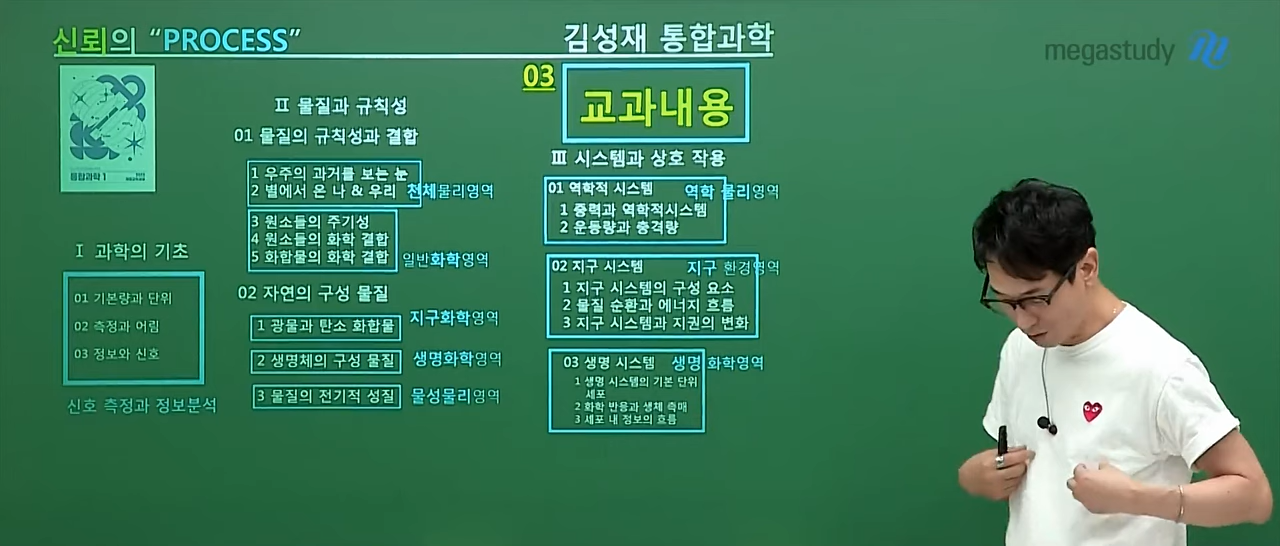 신뢰의 “PROCESS”
김성재 통합과학
megastudy
03
교과내용
통합과학 1
Ⅰ 과학의 기초
01 기본량과 단위
02 측정과 어림
03 정보와 신호
신호 측정과 정보분석
Ⅱ 물질과 규칙성
01 물질의 규칙성과 결합
1 우주의 과거를 보는 눈
2 별에서 온 나 & 우리
천체물리영역
3 원소들의 주기성
4 원소들의 화학 결합
5 화합물의 화학 결합
일반화학영역
02 자연의 구성 물질
1 광물과 탄소 화합물
지구화학영역
2 생명체의 구성 물질
생명화학영역
3 물질의 전기적 성질
물성물리영역
Ⅲ 시스템과 상호 작용
01 역학적 시스템
역학 물리영역
1 중력과 역학적시스템
2 운동량과 충격량
02 지구 시스템
지구 환경영역
1 지구 시스템의 구성 요소
2 물질 순환과 에너지 흐름
3 지구 시스템과 지권의 변화
03 생명 시스템
생명 화학영역
1 생명 시스템의 기본 단위
세포
2 화학 반응과 생체 촉매
3 세포 내 정보의 흐름